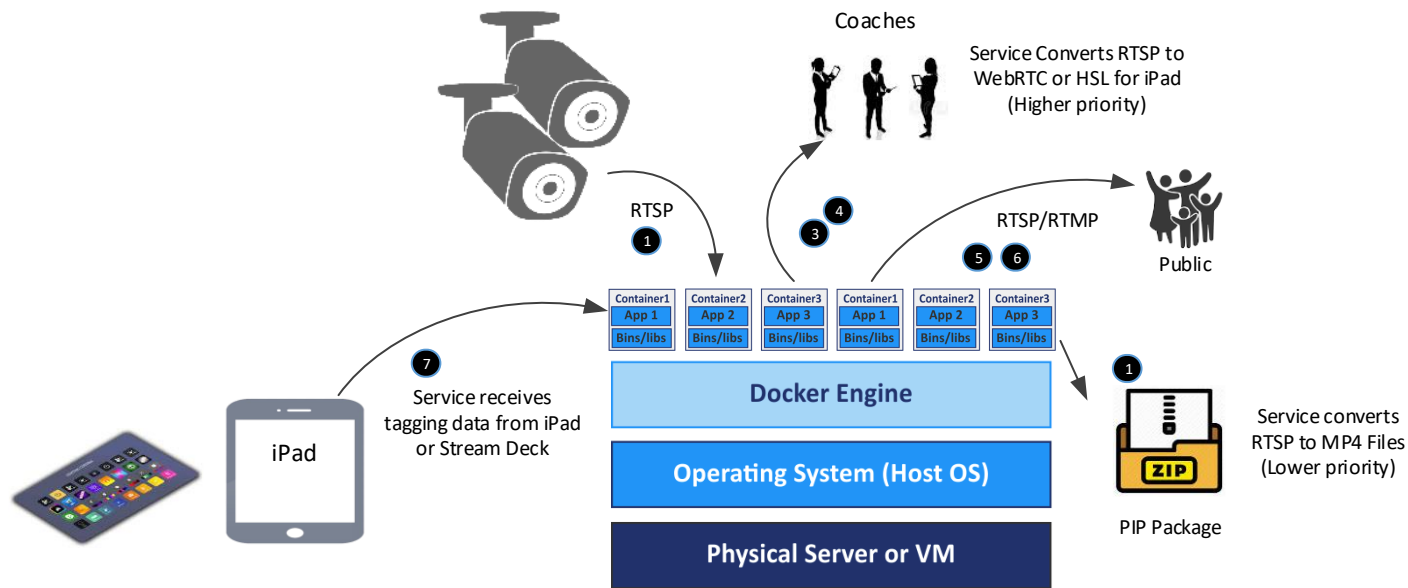 Coaches
Service Converts RTSP to
WebRTC or HSL for iPad
(Higher priority)
RTSP
1
3
4
RTSP/RTMP
5
6
Public
Container1
App 1
Bins/libs
Container2
App 2
Bins/libs
Container3
App 3
Bins/libs
Container1
App 1
Bins/libs
Container2
App 2
Bins/libs
Container3
App 3
Bins/libs
7
Service receives
tagging data from iPad
or Stream Deck
iPad
Docker Engine
Operating System (Host OS)
Physical Server or VM
1
ZIP
PIP Package
Service converts
RTSP to MP4 Files
(Lower priority)